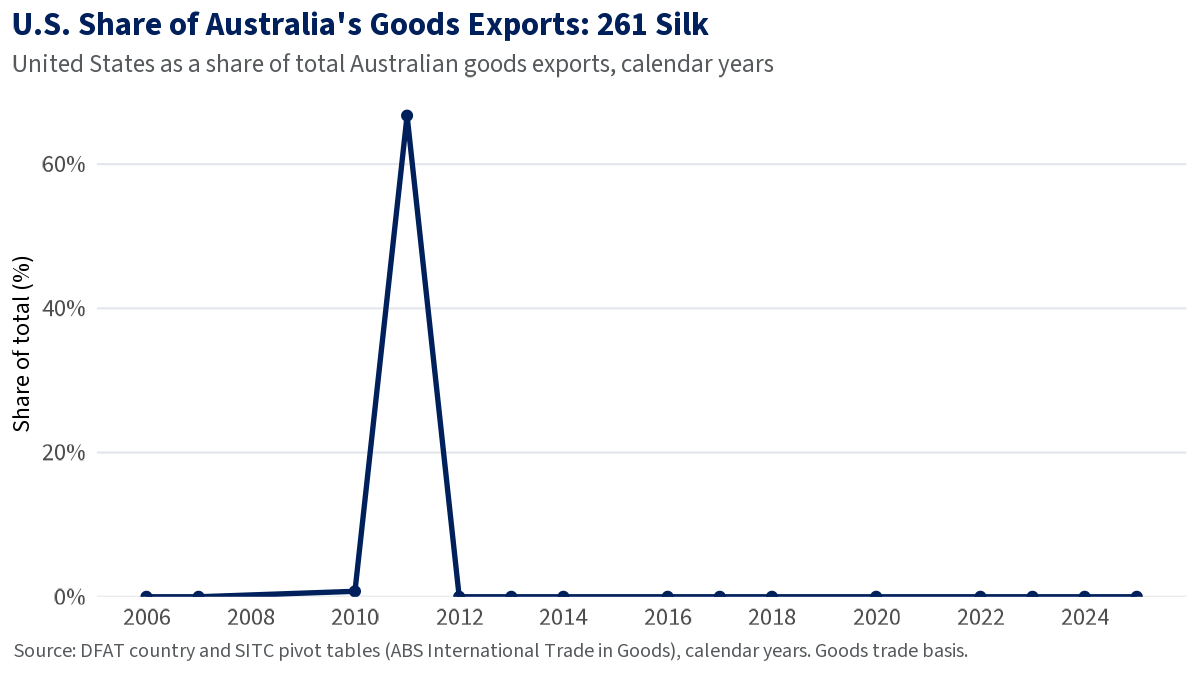 U.S. Share of Australia's Goods Exports: 261 Silk
United States as a share of total Australian goods exports, calendar years
Share of total (%)
60%
40%
20%
0%
2006 2008 2010 2012 2014 2016 2018 2020 2022 2024
Source: DFAT country and SITC pivot tables (ABS International Trade in Goods), calendar years. Goods trade basis.